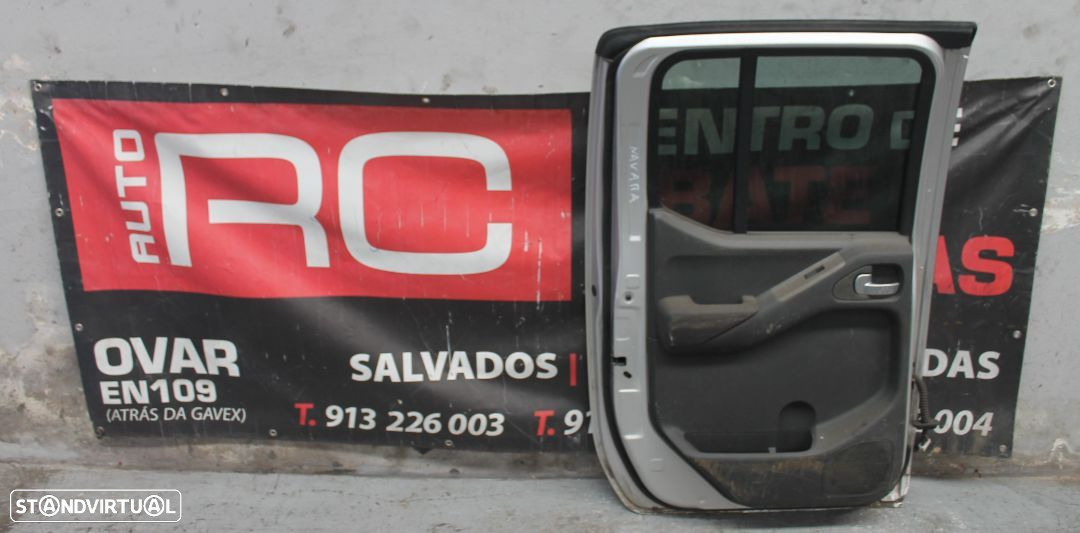 AUTO
RC
OVAR
EN109
(ATRÁS DA GAVEX)
SALVADOS |
T. 913 226 003
T. 91
ENTRO DE
BATE
AS
DAS
004
NAVARA
STANDVIRTUAL